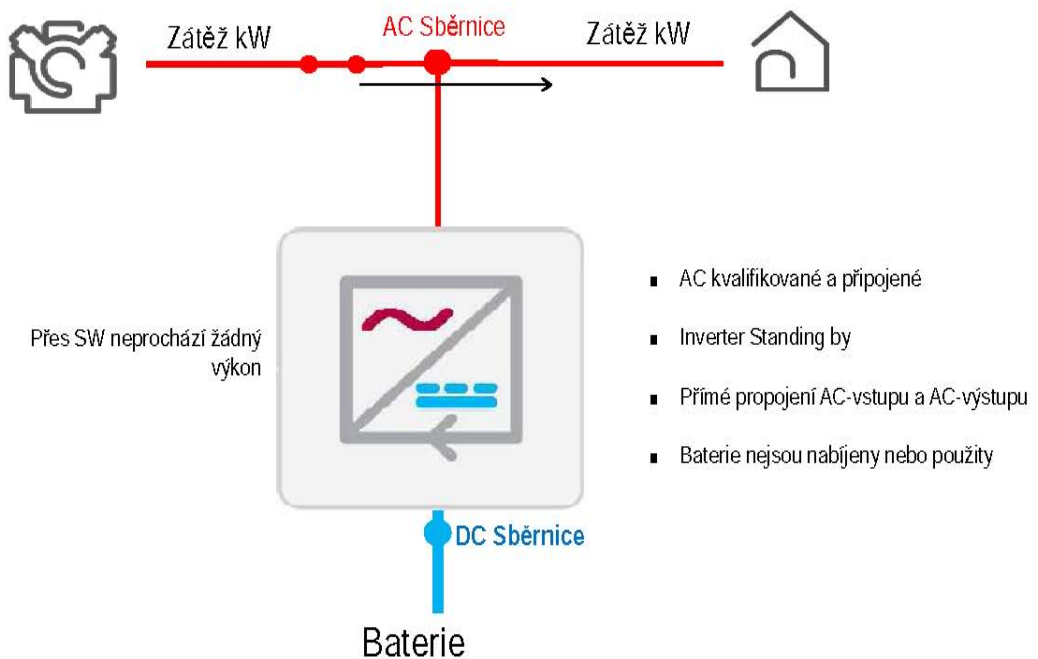 Zátěž kW
AC Sběrnice
Zátěž kW
Přes SW neprochází žádný
výkon
▪ AC kvalifikované a připojené
▪ Inverter Standing by
▪ Přímé propojení AC-vstupu a AC-výstupu
▪ Baterie nejsou nabíjeny nebo použity
DC Sběrnice
Baterie